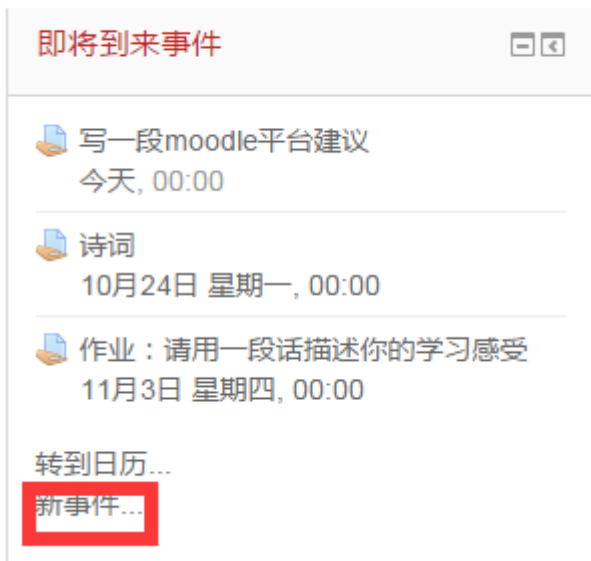 即将到来事件
写一段moodle平台建议
今天, 00:00
诗词
10月24日 星期一, 00:00
作业：请用一段话描述你的学习感受
11月3日 星期四, 00:00
转到日历...
新事件...